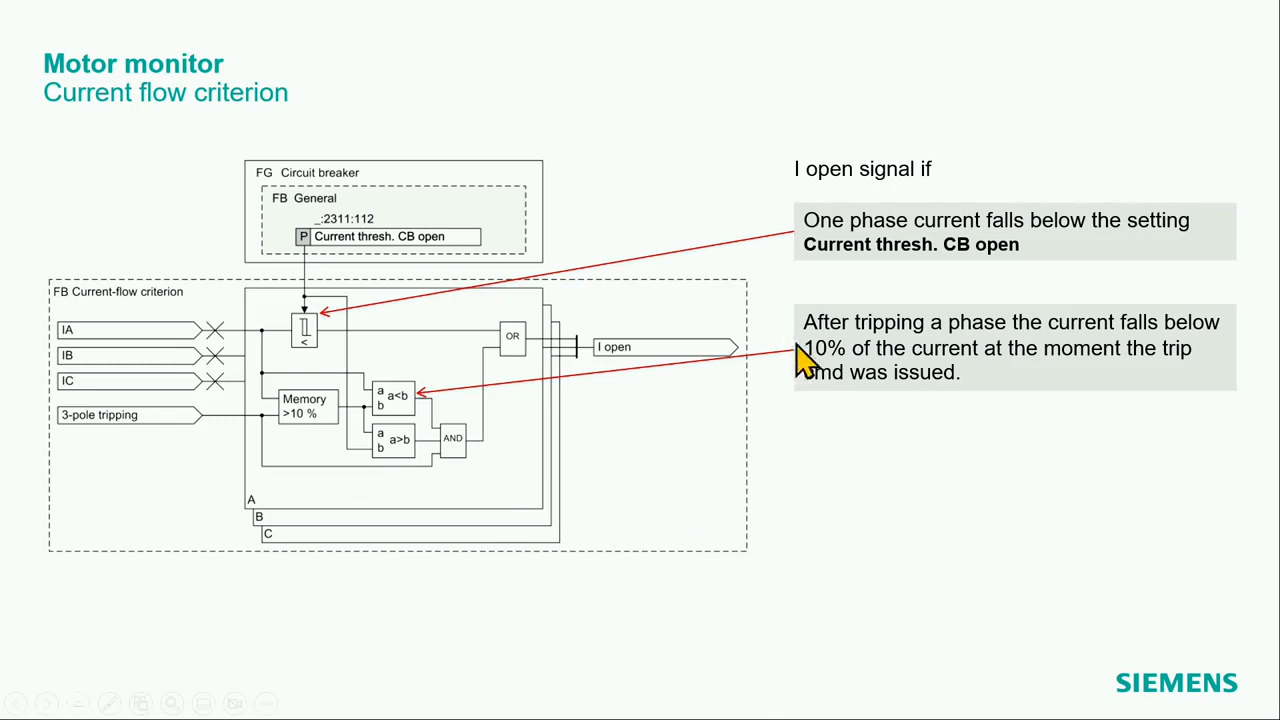 Motor monitor
Current flow criterion
FG Circuit breaker
FB General
_:2311:112
P Current thresh. CB open
I open signal if
One phase current falls below the setting
Current thresh. CB open
After tripping a phase the current falls below
10% of the current at the moment the trip
md was issued.
FB Current-flow criterion
IA
IB
IC
3-pole tripping
<
Memory
>10 %
a
b
a<b
a
b
a>b
AND
OR
I open
A
B
C
SIEMENS